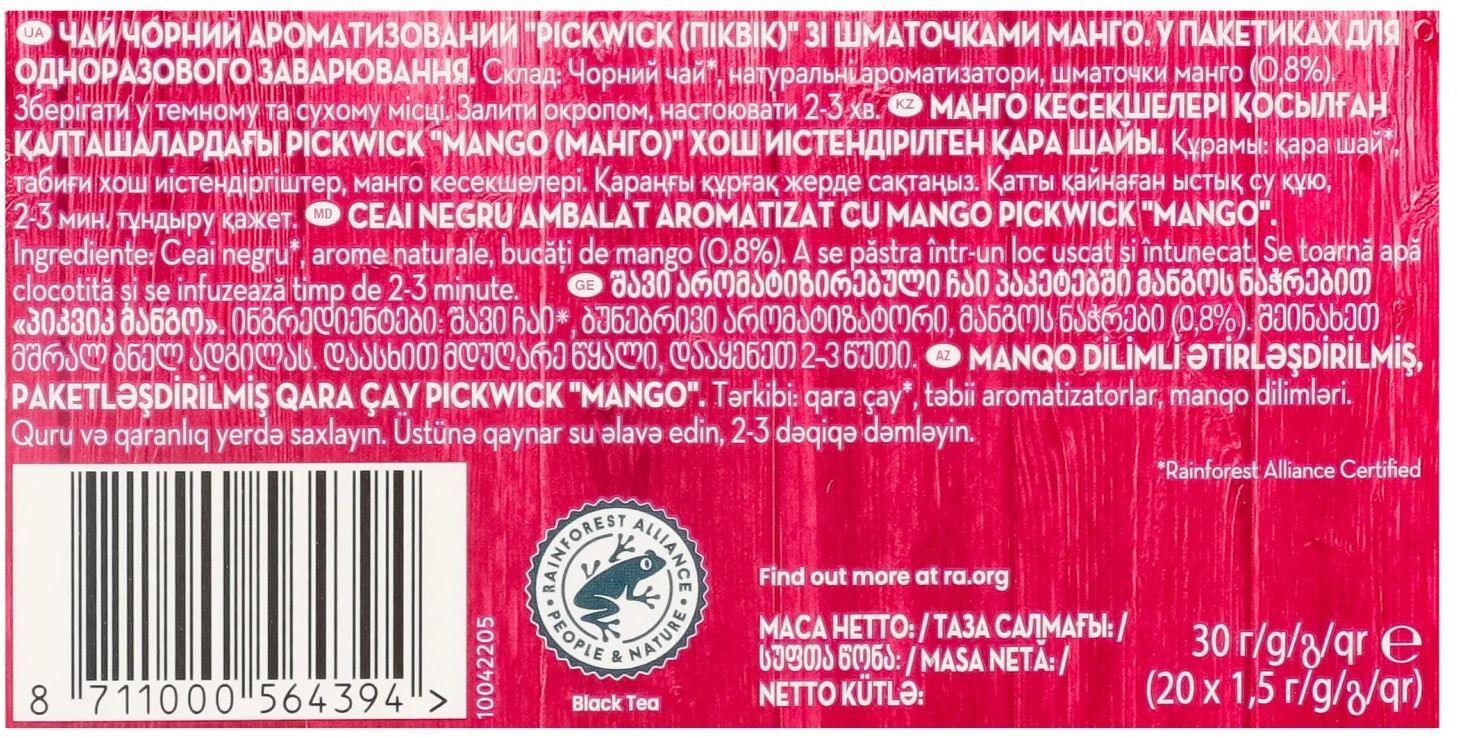 UA ЧАЙ ЧОРНИЙ АРОМАТИЗОВАНИЙ "PICKWICK (ПІКВІК)" ЗІ ШМАТОЧКАМИ МАНГО. У ПАКЕТИКАХ ДЛЯ
ОДНОРАЗОВОГО ЗАВАРЮВАННЯ. Склад: Чорний чай*, натуральні ароматизатори, шматочки манго (0,8%).
Зберігати у темному та сухому місці. Залити окропом, настоювати 2-3 хв. KZ МАНГО КЕСЕКШЕЛЕРІ ҚОСЫЛҒАН
ҚАЛТАШАЛАРДАҒЫ PICKWICK "MANGO (МАНГО)" ХОШ ИІСТЕНДІРІЛГЕН ҚАРА ШАЙЫ. Құрамы: қара шай*,
табиғи хош иістендіргіштер, манго кесекшелері. Қараңғы құрғақ жерде сақтаңыз. Қатты қайнаған ыстық су құю,
2-3 мин. тұндыру қажет. MD CEAI NEGRU AMBALAT AROMATIZAT CU MANGO PICKWICK "MANGO".
Ingrediente: Ceai negru*, arome naturale, bucăți de mango (0,8%). A se păstra într-un loc uscat și întunecat. Se toarnă apă
clocotită și se infuzează timp de 2-3 minute. GE შავი არომატიზირებული ჩაი პაკეტებში მანგოს ნაჭრებით
«პიკვიკ მანგო». ინგრედიენტები: შავი ჩაი*, ბუნებრივი არომატიზატორი, მანგოს ნაჭრები (0,8%). შეინახეთ
მშრალ ბნელ ადგილას. დაასხით მდუღარე წყალი, დააყენეთ 2-3 წუთი. AZ MANQO DİLİMLİ ƏTİRLƏŞDİRİLMİŞ,
PAKETLƏŞDİRİLMİŞ QARA ÇAY PICKWICK "MANGO". Tərkibi: qara çay*, təbii aromatizatorlar, manqo dilimləri.
Quru və qaranlıq yerdə saxlayın. Üstünə qaynar su əlavə edin, 2-3 dəqiqə dəmləyin.
*Rainforest Alliance Certified
8 711000 564394 >
10042205
RAINFOREST ALLIANCE
PEOPLE & NATURE
Black Tea
Find out more at ra.org
МАСА НЕТТО: / ТАЗА САЛМАҒЫ: /
სუფთა წონა: / MASA NETĂ: /
NETTO KÜTLƏ:
30 г/g/გ/qr e
(20 x 1,5 г/g/გ/qr)